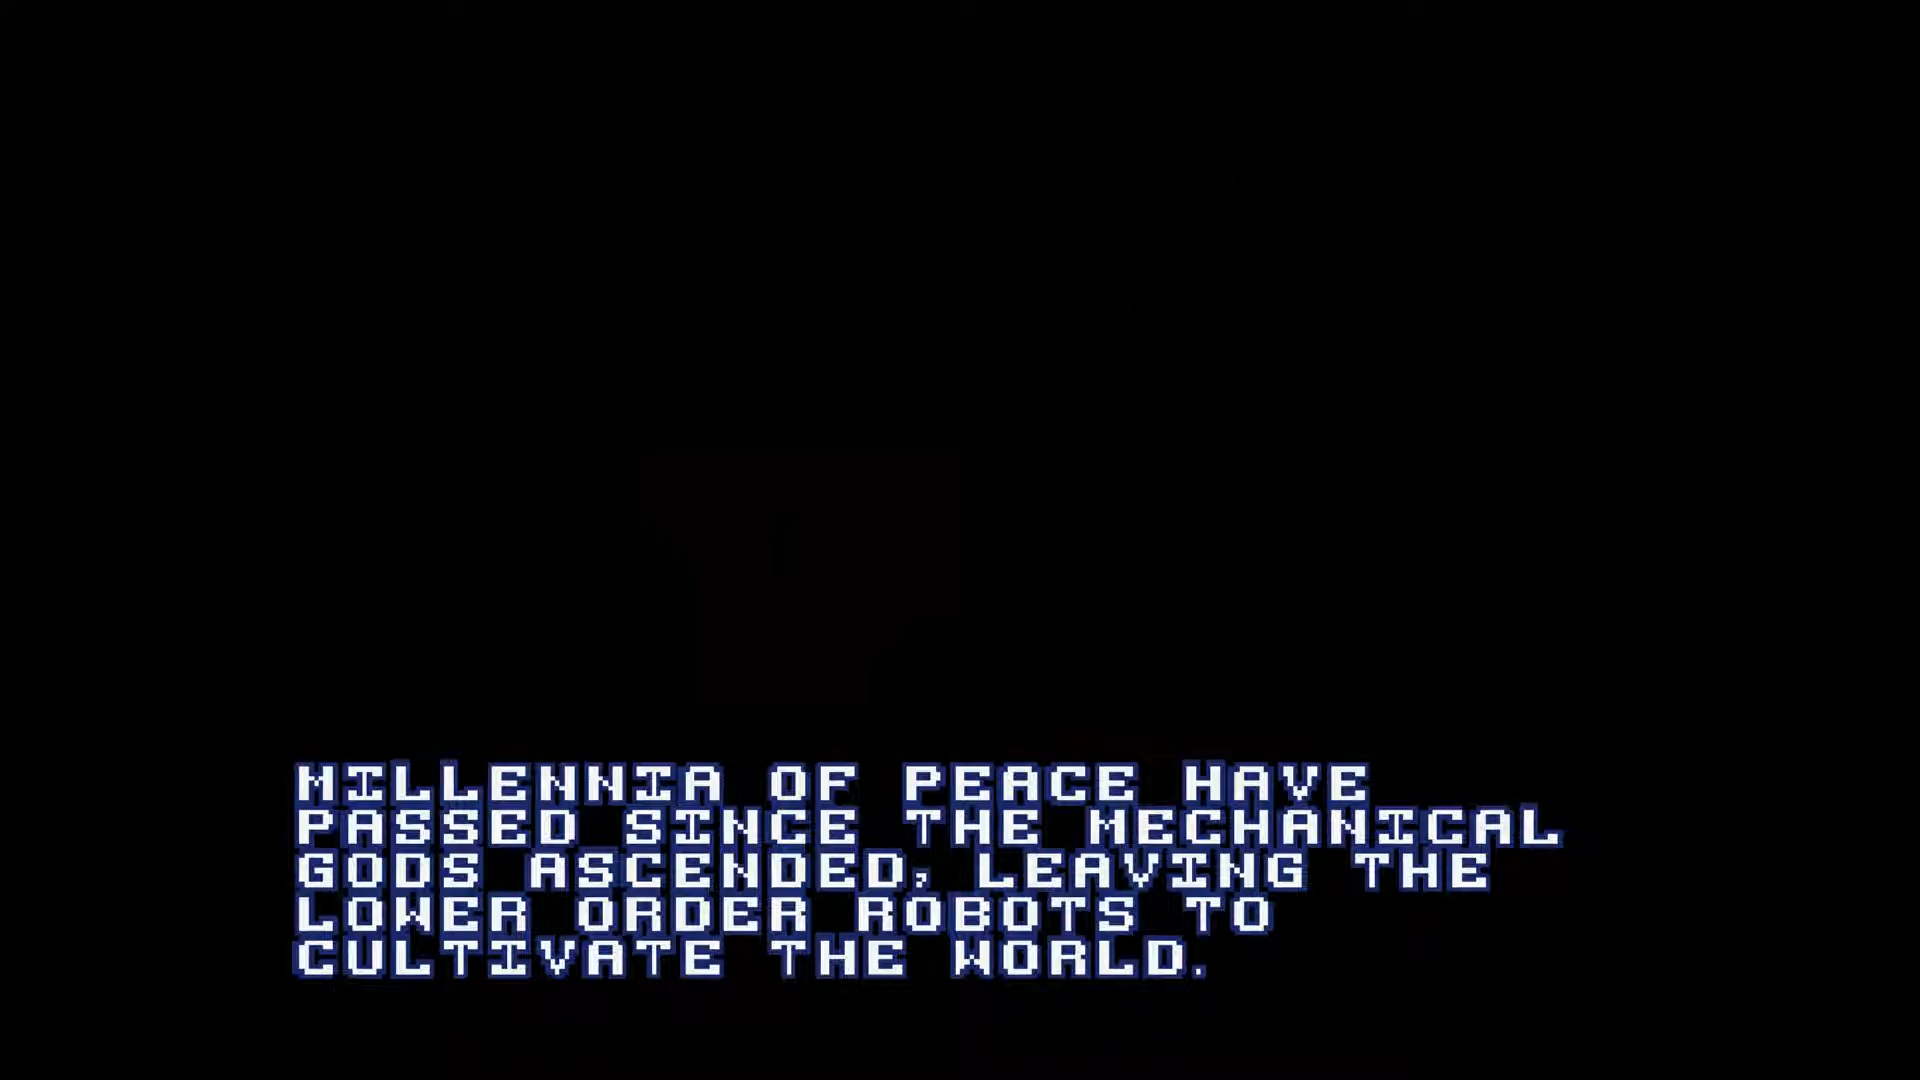 MILLENNIA OF PEACE HAVE
PASSED SINCE THE MECHANICAL
GODS ASCENDED, LEAVING THE
LOWER ORDER ROBOTS TO
CULTIVATE THE WORLD.